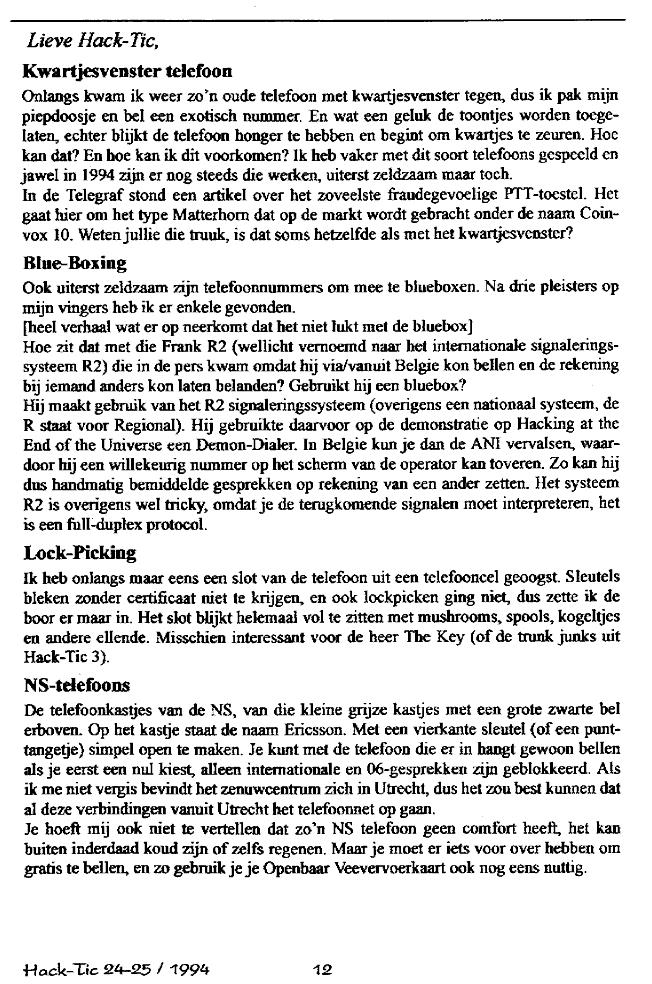 Lieve Hack-Tic,
Kwartjesvenster telefoon
Onlangs kwam ik weer zo'n oude telefoon met kwartjesvenster tegen, dus ik pak mijn
piepdoosje en bel een exotisch nummer. En wat een geluk de toontjes worden toege-
laten, echter blijkt de telefoon honger te hebben en begint om kwartjes te zeuren. Hoe
kan dat? En hoe kan ik dit voorkomen? Ik heb vaker met dit soort telefoons gespeeld en
jawel in 1994 zijn er nog steeds die werken, uiterst zeldzaam maar toch.
In de Telegraf stond een artikel over het zoveelste fraudegevoelige PTT-toestel. Het
gaat hier om het type Matterhorn dat op de markt wordt gebracht onder de naam Coin-
vox 10. Weten jullie die truuk, is dat soms hetzelfde als met het kwartjesvenster?
Blue-Boxing
Ook uiterst zeldzaam zijn telefoonnummers om mee te blueboxen. Na drie pleisters op
mijn vingers heb ik er enkele gevonden.
[heel verhaal wat er op neerkomt dat het niet lukt met de bluebox]
Hoe zit dat met die Frank R2 (wellicht vernoemd naar het internationale signalerings-
systeem R2) die in de pers kwam omdat hij via/vanuit Belgie kon bellen en de rekening
bij iemand anders kon laten belanden? Gebruikt hij een bluebox?
Hij maakt gebruik van het R2 signaleringssysteem (overigens een nationaal systeem, de
R staat voor Regional). Hij gebruikte daarvoor op de demonstratie op Hacking at the
End of the Universe een Demon-Dialer. In Belgie kun je dan de ANI vervalsen, waar-
door hij een willekeurig nummer op het scherm van de operator kan toveren. Zo kan hij
dus handmatig bemiddelde gesprekken op rekening van een ander zetten. Het systeem
R2 is overigens wel tricky, omdat je de terugkomende signalen moet interpreteren, het
is een full-duplex protocol.
Lock-Picking
Ik heb onlangs maar eens een slot van de telefoon uit een telefooncel geoogst. Sleutels
bleken zonder certificaat niet te krijgen, en ook lockpicken ging niet, dus zette ik de
boor er maar in. Het slot blijkt helemaal vol te zitten met mushrooms, spools, kogeltjes
en andere ellende. Misschien interessant voor de heer The Key (of de trunk junks uit
Hack-Tic 3).
NS-telefoons
De telefoonkastjes van de NS, van die kleine grijze kastjes met een grote zwarte bel
erboven. Op het kastje staat de naam Ericsson. Met een vierkante sleutel (of een punt-
tangetje) simpel open te maken. Je kunt met de telefoon die er in hangt gewoon bellen
als je eerst een nul kiest, alleen internationale en 06-gesprekken zijn geblokkeerd. Als
ik me niet vergis bevindt het zenuwcentrum zich in Utrecht, dus het zou best kunnen dat
al deze verbindingen vanuit Utrecht het telefoonnet op gaan.
Je hoeft mij ook niet te vertellen dat zo'n NS telefoon geen comfort heeft, het kan
buiten inderdaad koud zijn of zelfs regenen. Maar je moet er iets voor over hebben om
gratis te bellen, en zo gebruik je je Openbaar Veevervoerkaart ook nog eens nuttig.
Hack-Tic 24-25 / 1994 12